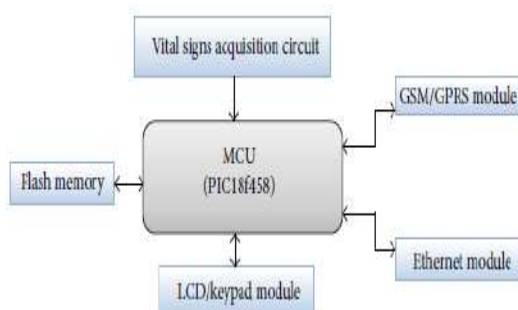 Vital signs acquisition circuit
GSM/GPRS module
MCU
(PIC18f458)
Flash memory
Ethernet module
LCD/keypad module